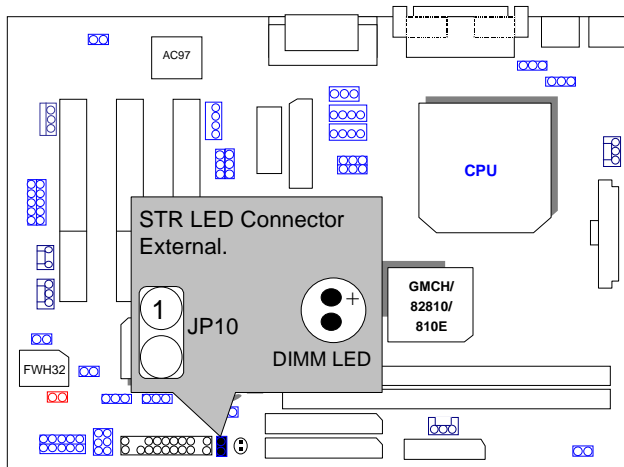 AC97
CPU
STR LED Connector
External.
1
JP10
+
DIMM LED
GMCH/
82810/
810E
FWH32